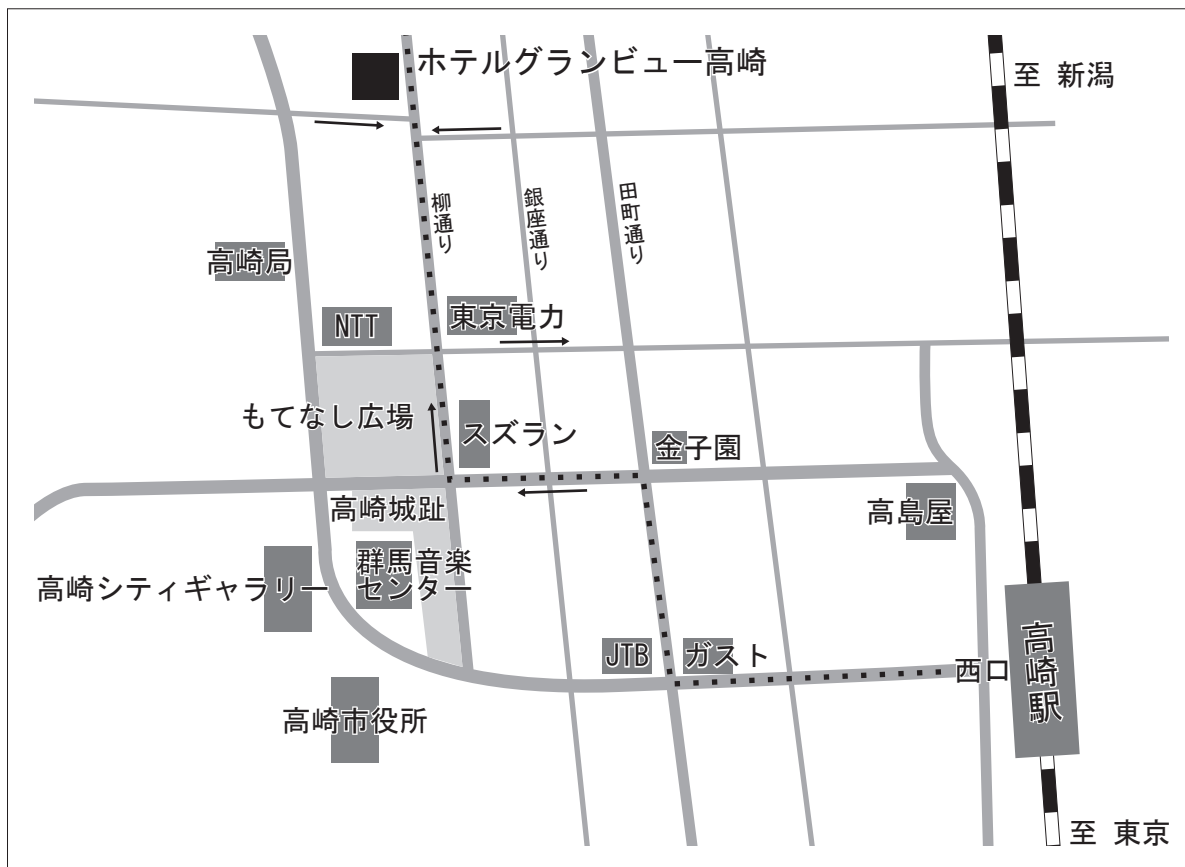 ホテルグランビュー高崎
至 新潟
柳通り
銀座通り
田町通り
高崎局
NTT
東京電力
もてなし広場
スズラン
金子園
高崎城趾
高島屋
高崎シティギャラリー
群馬音楽
センター
JTB
ガスト
西口
高崎駅
高崎市役所
至 東京